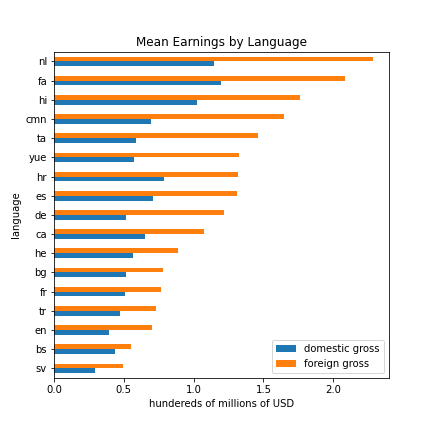 Mean Earnings by Language
language
nl
fa
hi
cmn
ta
yue
hr
es
de
ca
he
bg
fr
tr
en
bs
sv
domestic gross
foreign gross
0.0 0.5 1.0 1.5 2.0
hundereds of millions of USD